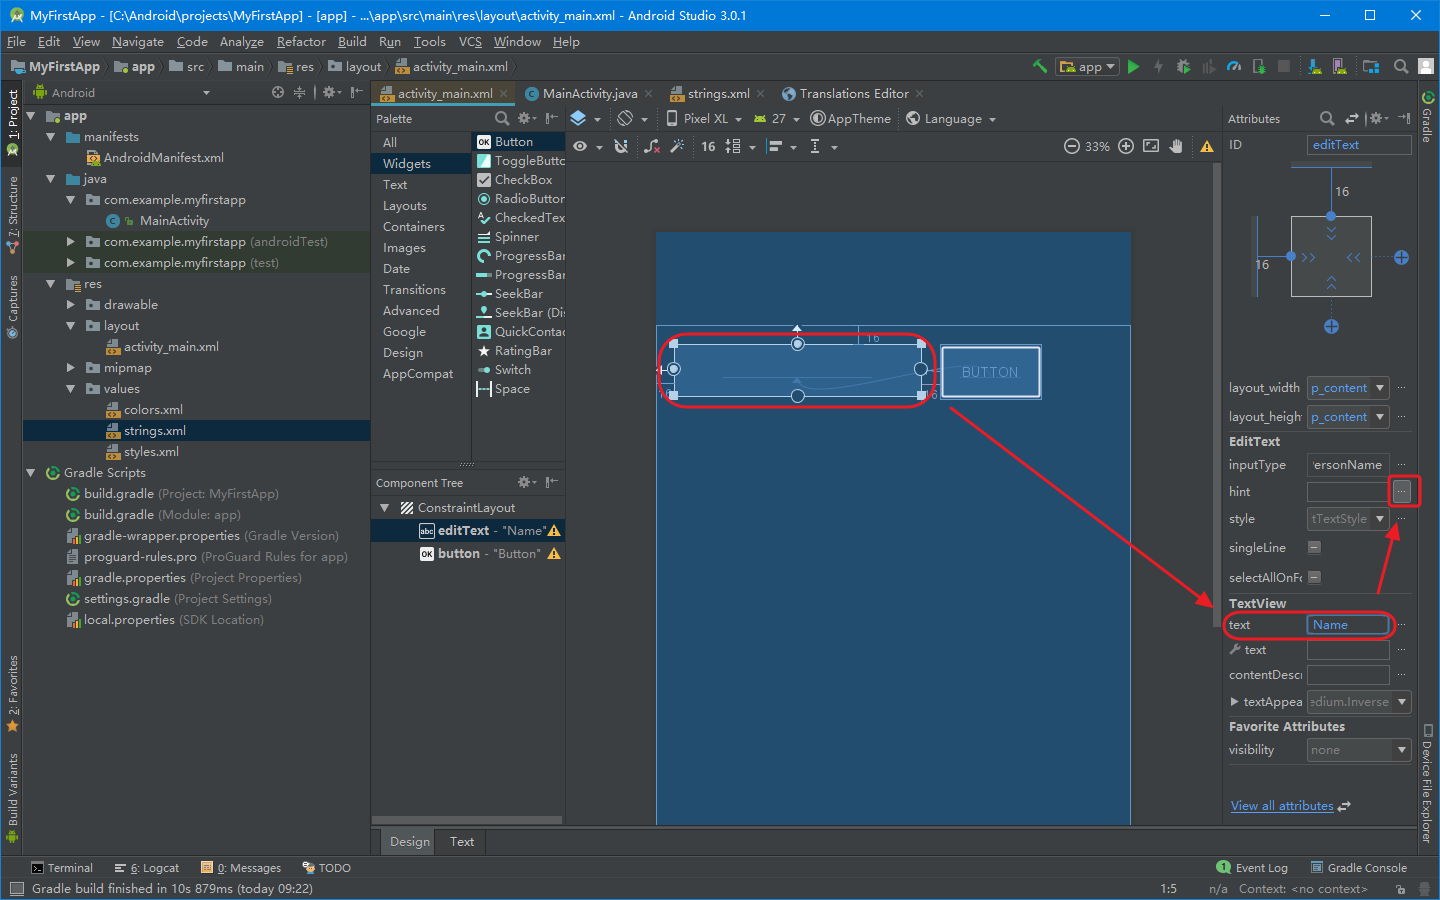 MyFirstApp - [C:\Android\projects\MyFirstApp] - [app] - ...\app\src\main\res\layout\activity_main.xml - Android Studio 3.0.1
File Edit View Navigate Code Analyze Refactor Build Run Tools VCS Window Help
MyFirstApp app src main res layout activity_main.xml
app
1: Project
Z: Structure
Captures
2: Favorites
Build Variants
Android
app
manifests
AndroidManifest.xml
java
com.example.myfirstapp
MainActivity
com.example.myfirstapp (androidTest)
com.example.myfirstapp (test)
res
drawable
layout
activity_main.xml
mipmap
values
colors.xml
strings.xml
styles.xml
Gradle Scripts
build.gradle (Project: MyFirstApp)
build.gradle (Module: app)
gradle-wrapper.properties (Gradle Version)
proguard-rules.pro (ProGuard Rules for app)
gradle.properties (Project Properties)
settings.gradle (Project Settings)
local.properties (SDK Location)
activity_main.xml MainActivity.java strings.xml Translations Editor
Palette
All
Widgets
Text
Layouts
Containers
Images
Date
Transitions
Advanced
Google
Design
AppCompat
OK Button
ToggleButto
CheckBox
RadioButton
CheckedTex
Spinner
ProgressBar
ProgressBar
SeekBar
SeekBar (Dis
QuickContac
RatingBar
Switch
Space
Component Tree
ConstraintLayout
abc editText - "Name"
OK button - "Button"
Pixel XL 27 AppTheme Language
16 33%
16
16
16
BUTTON
Attributes
ID editText
16
16
layout_width p_content
layout_heigh p_content
EditText
inputType ersonName
hint
style tTextStyle
singleLine
selectAllOnFo
TextView
text Name
text
contentDescri
textAppea edium.Inverse
Favorite Attributes
visibility none
View all attributes
Gradle
Device File Explorer
Design Text
Terminal 6: Logcat 0: Messages TODO
1 Event Log Gradle Console
Gradle build finished in 10s 879ms (today 09:22)
1:5 n/a Context: <no context>